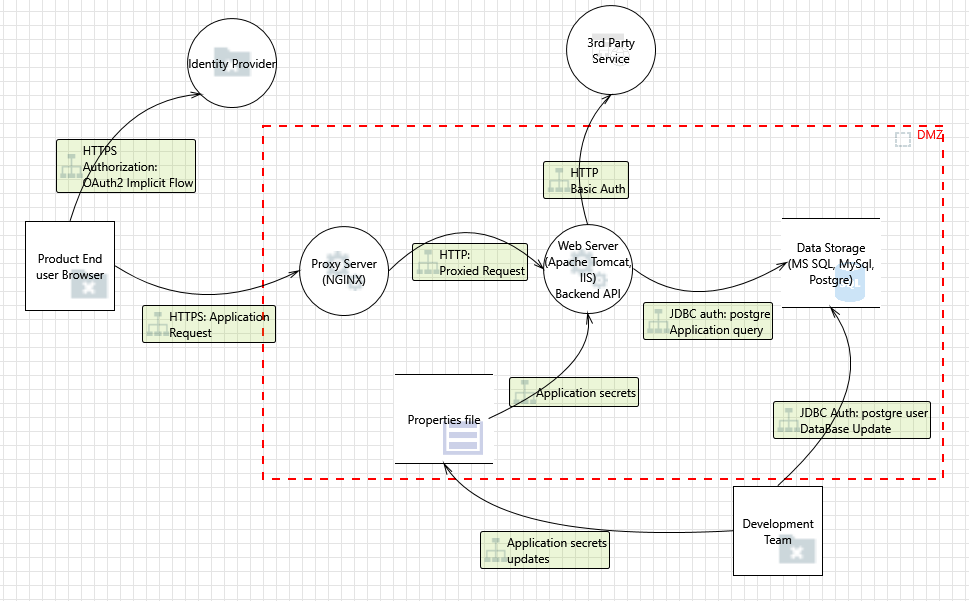 3rd Party
Service
Identity Provider
DMZ
HTTPS
Authorization:
OAuth2 Implicit Flow
HTTP
Basic Auth
Product End
user Browser
Proxy Server
(NGINX)
HTTP:
Proxied Request
Web Server
(Apache Tomcat,
IIS)
Backend API
Data Storage
(MS SQL, MySql,
Postgre)
SQL
HTTPS: Application
Request
JDBC auth: postgre
Application query
Application secrets
Properties file
JDBC Auth: postgre user
DataBase Update
Development
Team
Application secrets
updates